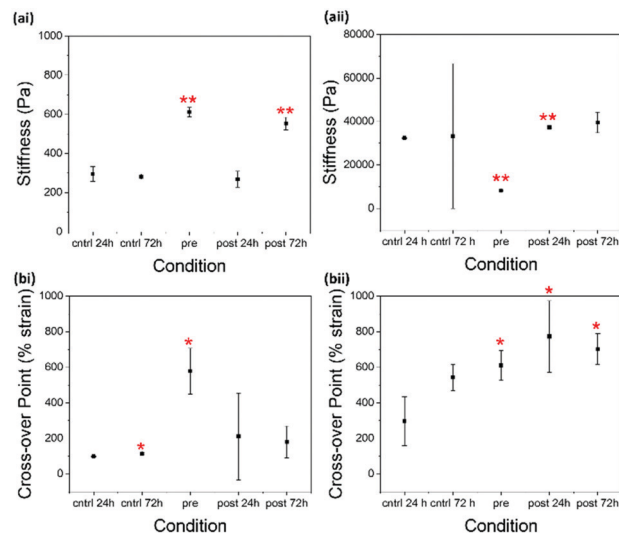 (ai)
Stiffness (Pa)
1000
800
600
400
200
0
**
**
cntrl 24h cntrl 72h pre post 24h post 72h
Condition
(aii)
Stiffness (Pa)
80000
60000
40000
20000
0
**
**
cntrl 24 h cntrl 72 h pre post 24h post 72h
Condition
(bi)
Cross-over Point (% strain)
1000
800
600
400
200
0
*
*
cntrl 24h cntrl 72h pre post 24h post 72h
Condition
(bii)
Cross-over Point (% strain)
1000
800
600
400
200
0
*
*
*
cntrl 24 h cntrl 72 h pre post 24h post 72h
Condition